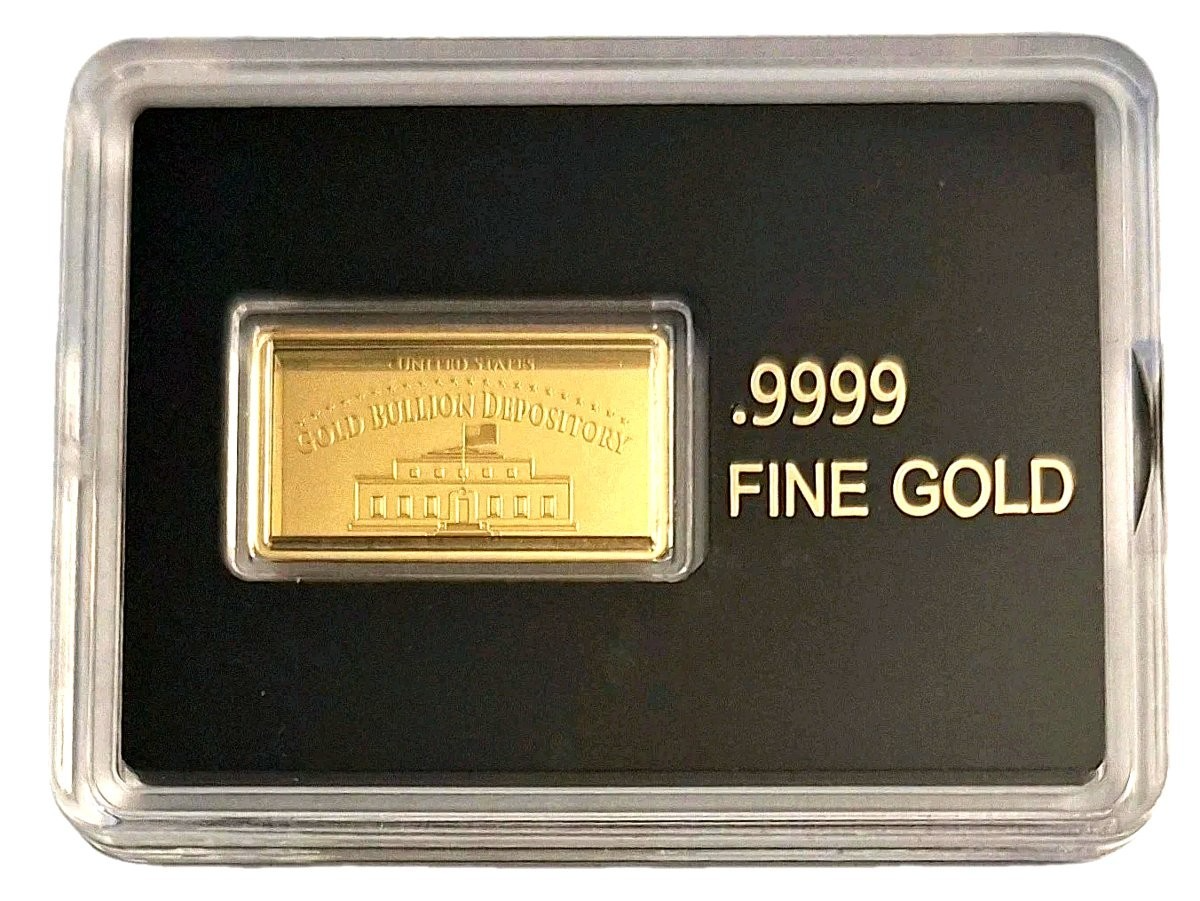 UNITED STATES
GOLD BULLION DEPOSITORY
.9999
FINE GOLD